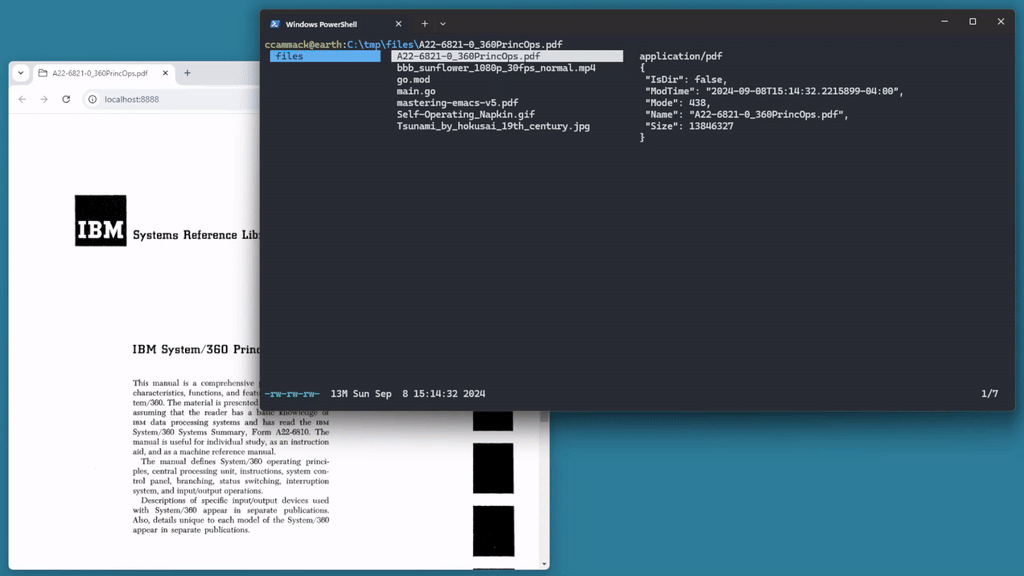 Windows PowerShell
ccammack@earth:C:\tmp\files\A22-6821-0_360PrincOps.pdf
files
A22-6821-0_360PrincOps.pdf
bbb_sunflower_1080p_30fps_normal.mp4
go.mod
main.go
mastering-emacs-v5.pdf
Self-Operating_Napkin.gif
Tsunami_by_hokusai_19th_century.jpg
application/pdf
{
"IsDir": false,
"ModTime": "2024-09-08T15:14:32.2215899-04:00",
"Mode": 438,
"Name": "A22-6821-0_360PrincOps.pdf",
"Size": 13846327
}
-rw-rw-rw- 13M Sun Sep 8 15:14:32 2024
1/7
A22-6821-0_360PrincOps.pdf
localhost:8888
IBM
Systems Reference Lib
IBM System/360 Princ
This manual is a comprehensive
characteristics, functions, and featu
tem/360. The material is presented
assuming that the reader has a basic knowledge of
IBM data processing systems and has read the IBM
System/360 Systems Summary, Form A22-6810. The
manual is useful for individual study, as an instruction
aid, and as a machine reference manual.
The manual defines System/360 operating princi-
ples, central processing unit, instructions, system con-
trol panel, branching, status switching, interruption
system, and input/output operations.
Descriptions of specific input/output devices used
with System/360 appear in separate publications.
Also, details unique to each model of the System/360
appear in separate publications.